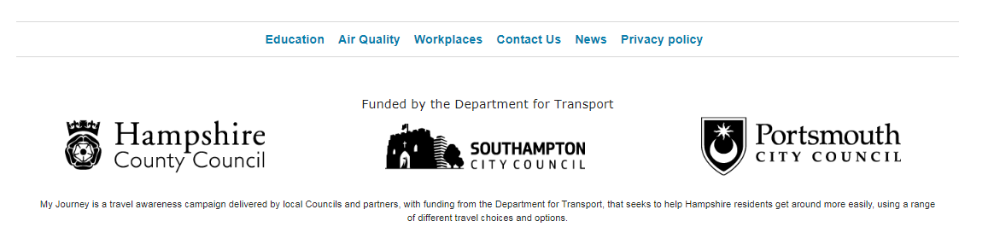 Education Air Quality Workplaces Contact Us News Privacy policy
Funded by the Department for Transport
Hampshire
County Council
SOUTHAMPTON
CITY COUNCIL
Portsmouth
CITY COUNCIL
My Journey is a travel awareness campaign delivered by local Councils and partners, with funding from the Department for Transport, that seeks to help Hampshire residents get around more easily, using a range
of different travel choices and options.